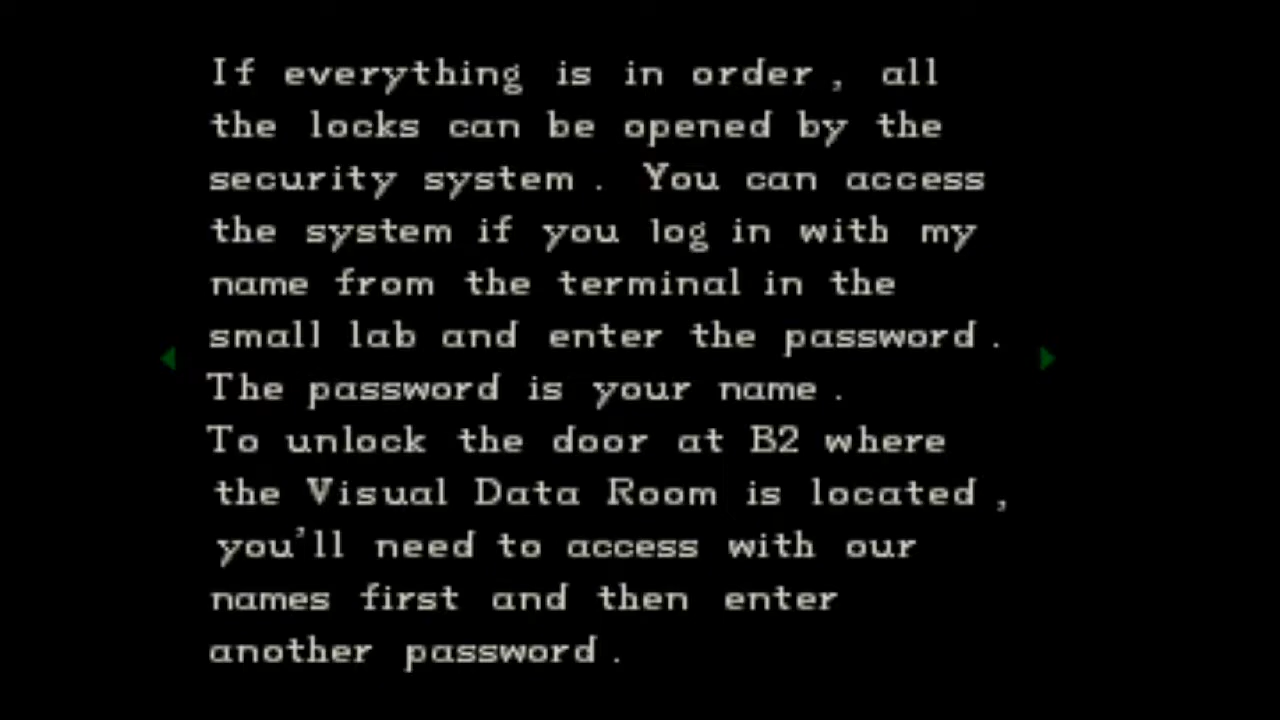 If everything is in order , all
the locks can be opened by the
security system . You can access
the system if you log in with my
name from the terminal in the
small lab and enter the password .
The password is your name .
To unlock the door at B2 where
the Visual Data Room is located ,
you'll need to access with our
names first and then enter
another password .